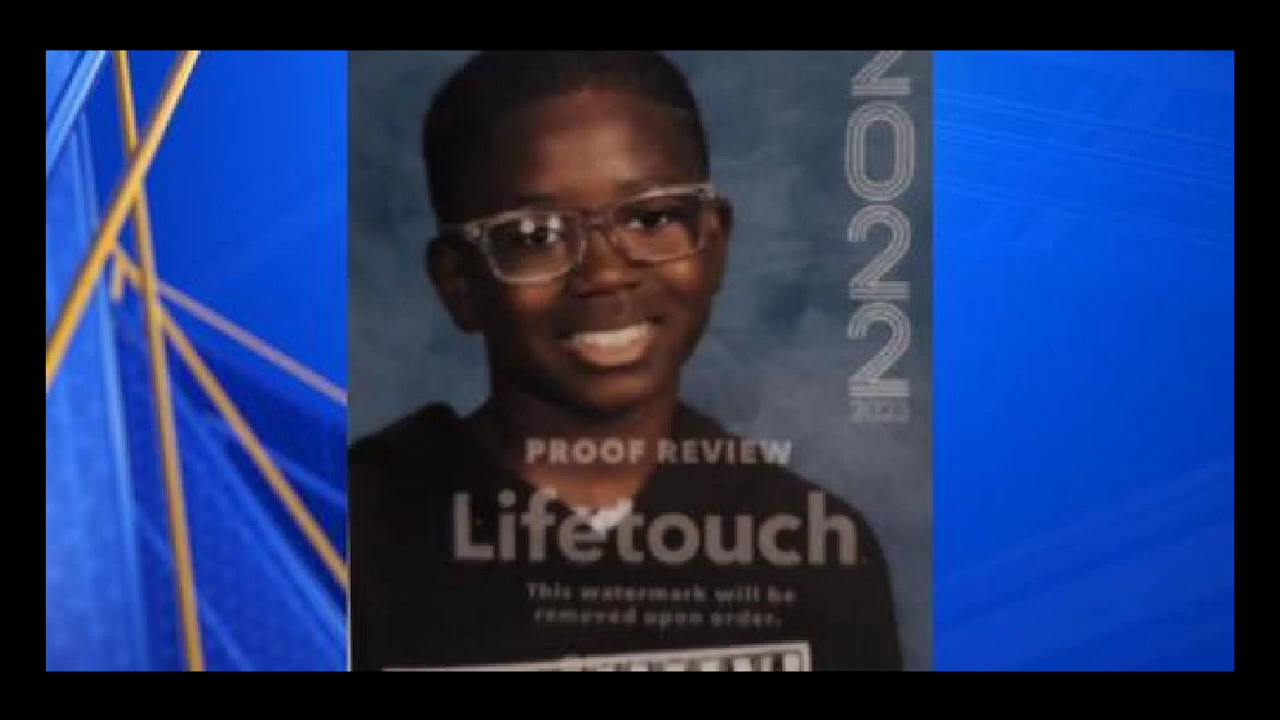 2022
2023
PROOF REVIEW
Lifetouch.
This watermark will be
removed upon order.